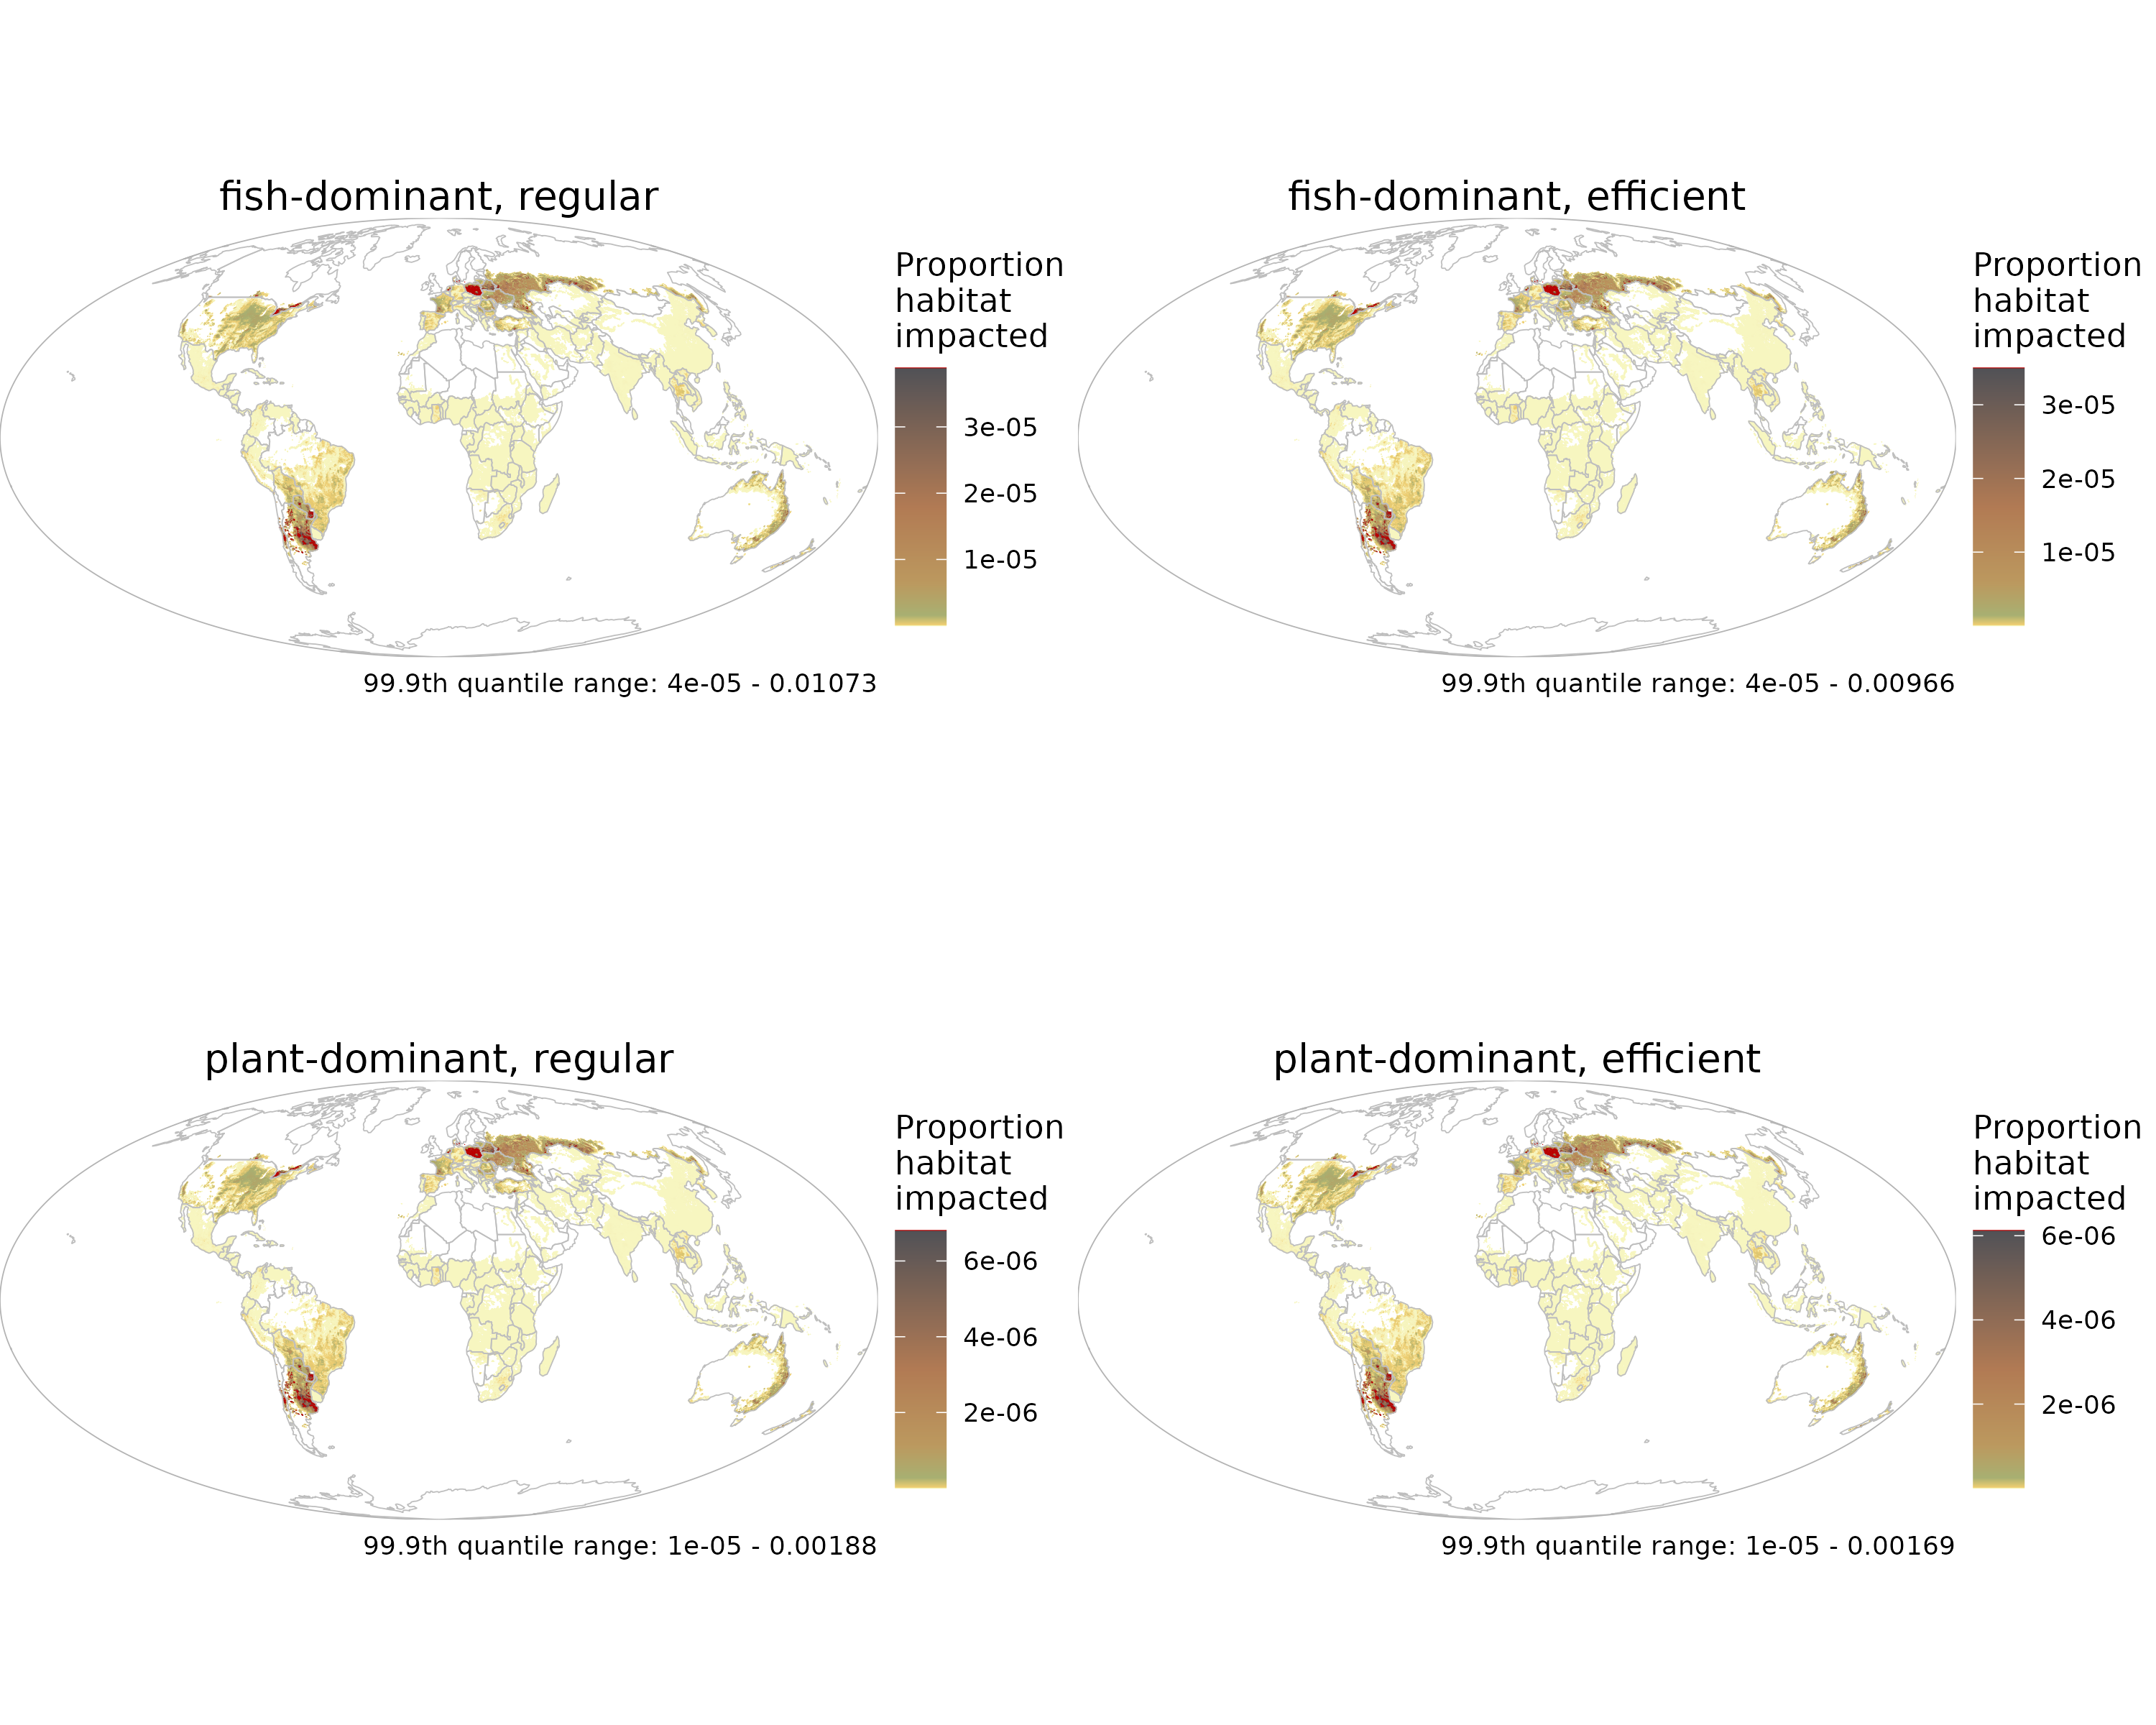 fish-dominant, regular
Proportion
habitat
impacted
3e-05
2e-05
1e-05
99.9th quantile range: 4e-05 - 0.01073
fish-dominant, efficient
Proportion
habitat
impacted
3e-05
2e-05
1e-05
99.9th quantile range: 4e-05 - 0.00966
plant-dominant, regular
Proportion
habitat
impacted
6e-06
4e-06
2e-06
99.9th quantile range: 1e-05 - 0.00188
plant-dominant, efficient
Proportion
habitat
impacted
6e-06
4e-06
2e-06
99.9th quantile range: 1e-05 - 0.00169